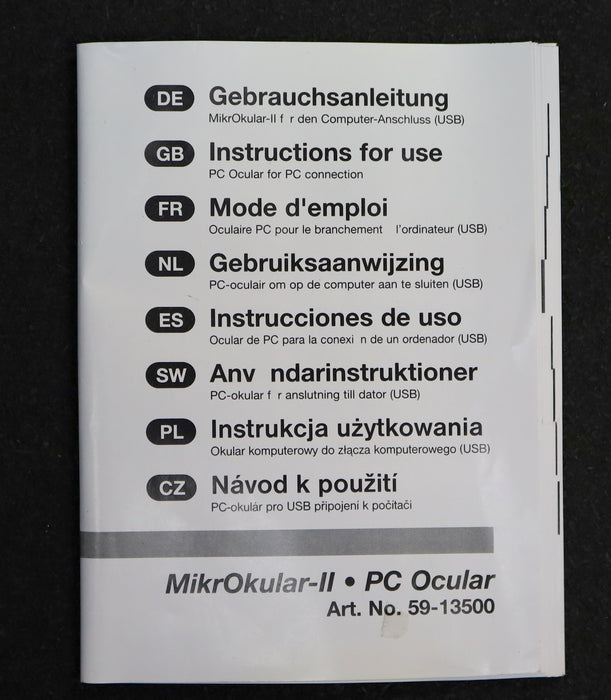 DE Gebrauchsanleitung
MikrOkular-II f r den Computer-Anschluss (USB)
GB Instructions for use
PC Ocular for PC connection
FR Mode d'emploi
Oculaire PC pour le branchement l'ordinateur (USB)
NL Gebruiksaanwijzing
PC-oculair om op de computer aan te sluiten (USB)
ES Instrucciones de uso
Ocular de PC para la conexi n de un ordenador (USB)
SW Anv ndarinstruktioner
PC-okular f r anslutning till dator (USB)
PL Instrukcja użytkowania
Okular komputerowy do złącza komputerowego (USB)
CZ Návod k použití
PC-okulár pro USB připojení k počítači
MikrOkular-II • PC Ocular
Art. No. 59-13500